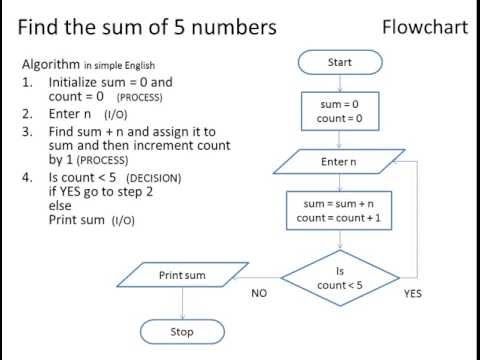 Find the sum of 5 numbers
Flowchart
Algorithm in simple English
1. Initialize sum = 0 and
count = 0 (PROCESS)
2. Enter n (I/O)
3. Find sum + n and assign it to
sum and then increment count
by 1 (PROCESS)
4. Is count < 5 (DECISION)
if YES go to step 2
else
Print sum (I/O)
Start
sum = 0
count = 0
Enter n
sum = sum + n
count = count + 1
Is
count < 5
NO
YES
Print sum
Stop